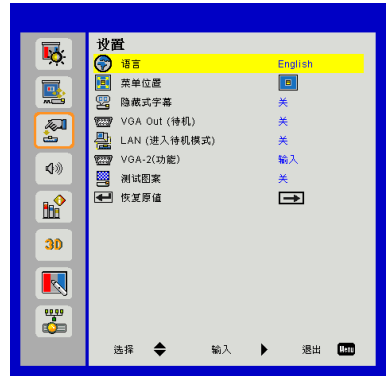 设置
语言 English
菜单位置
隐藏式字幕 关
VGA Out (待机) 关
LAN (进入待机模式) 关
VGA-2(功能) 输入
测试图案 关
恢复原值
3D
选择 输入 退出 Menu